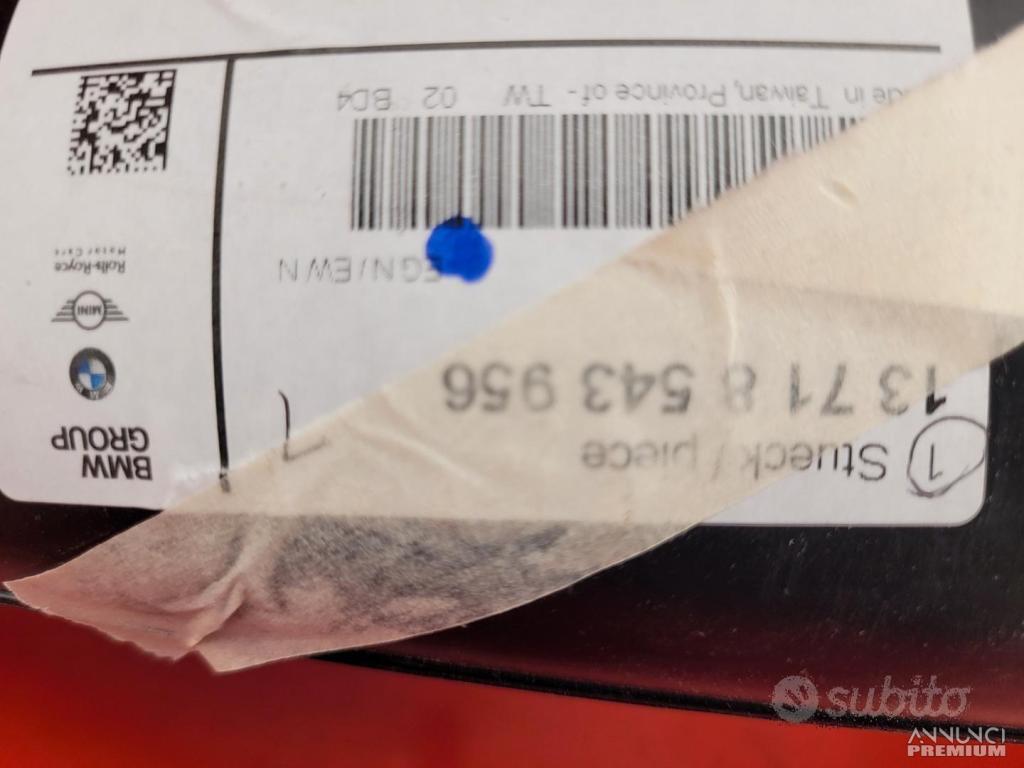 1 Stueck / piece
13 71 8 543 956
EGN/EWN
de in Taiwan, Province of - TW 02 BD4
BMW
GROUP
MINI
Rolls-Royce
Motor Cars
subito
ANNUNCI
PREMIUM